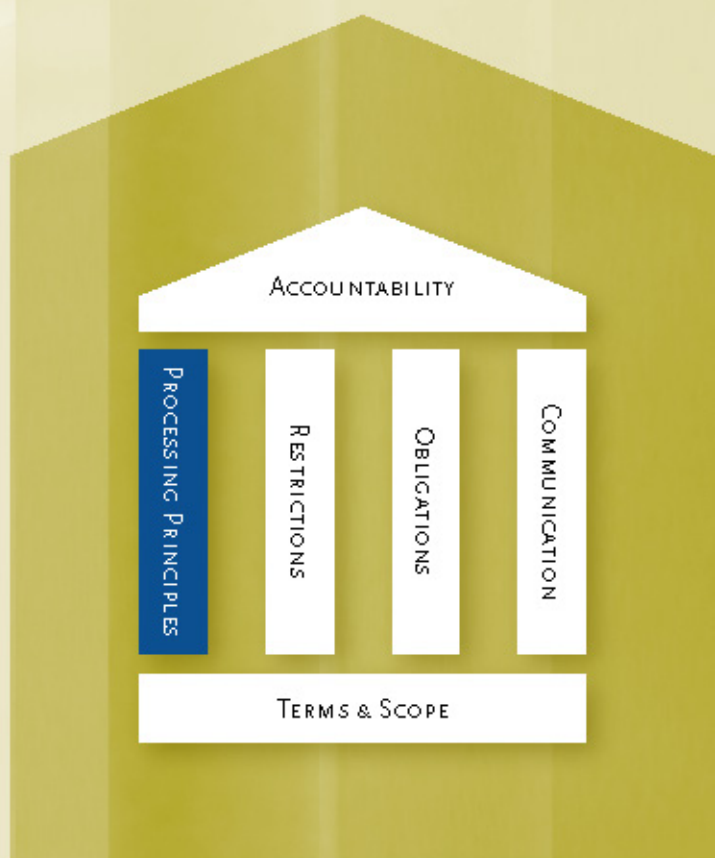 Accountability
Processing Principles
Restrictions
Obligations
Communication
Terms & Scope